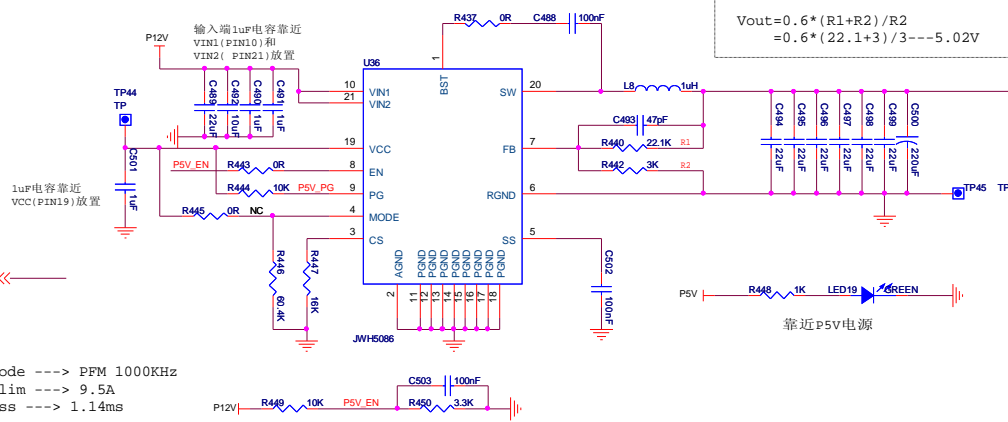 Vout=0.6*(R1+R2)/R2
=0.6*(22.1+3)/3---5.02V
输入端1uF电容靠近
VIN1(PIN10)和
VIN2( PIN21)放置
P12V
R437 0R C488 100nF
U36
1
BST
C489 22uF
C492 10uF
C490 1uF
C491 1uF
10 VIN1
21 VIN2
SW 20
L8 1uH
TP44
TP
C501 1uF
19 VCC
P5V_EN R443 0R 8 EN
R444 10K P5V_PG 9 PG
R445 0R NC 4 MODE
3 CS
C493 47pF
FB 7 R440 22.1K R1
R442 3K R2
RGND 6
SS 5
C494 22uF
C495 22uF
C496 22uF
C497 22uF
C498 22uF
C499 22uF
C500 220uF
TP45 TP
1uF电容靠近
VCC(PIN19)放置
R446 60.4K
R447 16K
AGND PGND PGND PGND PGND PGND PGND PGND
2 11 12 13 14 15 16 17 18
JWH5086
C502 100nF
P5V R448 1K LED19 GREEN
靠近P5V电源
ode ---> PFM 1000KHz
lim ---> 9.5A
ss ---> 1.14ms
C503 100nF
P12V R449 10K P5V_EN R450 3.3K